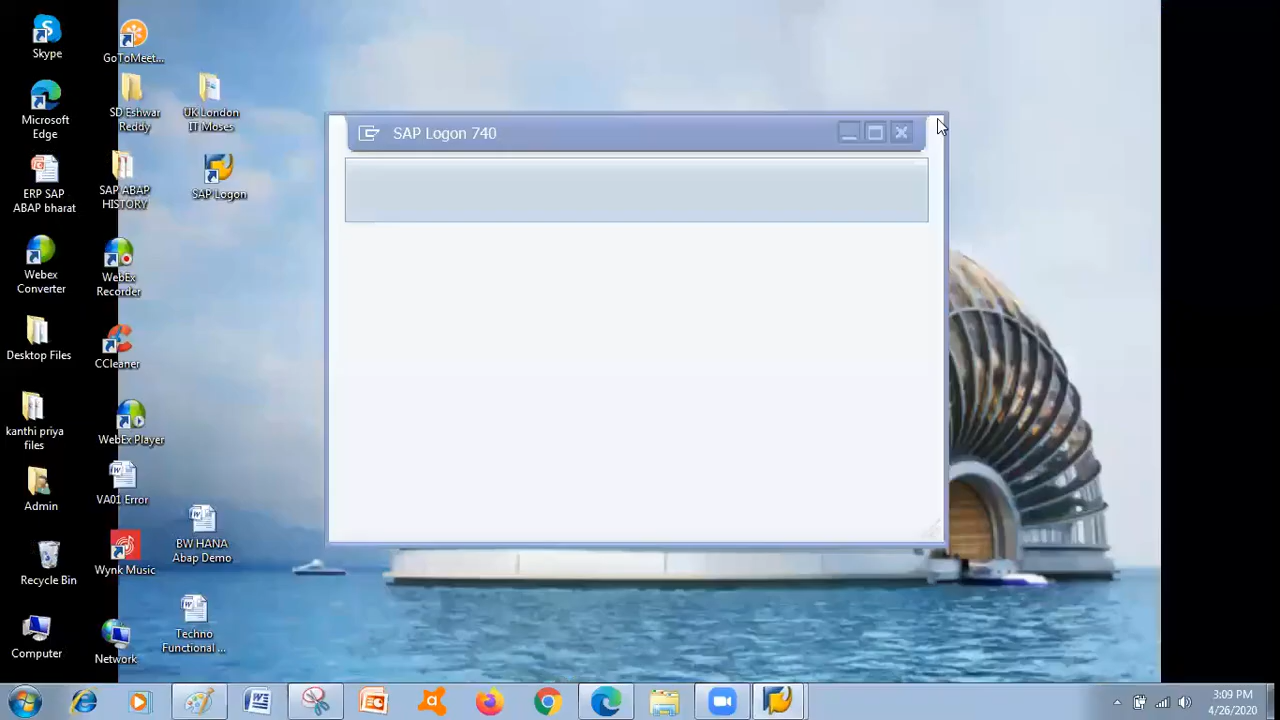 Skype
GoToMeet...
Microsoft
Edge
SD Eshwar
Reddy
UK London
IT Moses
ERP SAP
ABAP bharat
SAP ABAP
HISTORY
SAP Logon
Webex
Converter
WebEx
Recorder
Desktop Files
CCleaner
kanthi priya
files
WebEx Player
Admin
VA01 Error
Recycle Bin
Wynk Music
BW HANA
Abap Demo
Computer
Network
Techno
Functional ...
SAP Logon 740
3:09 PM
4/26/2020